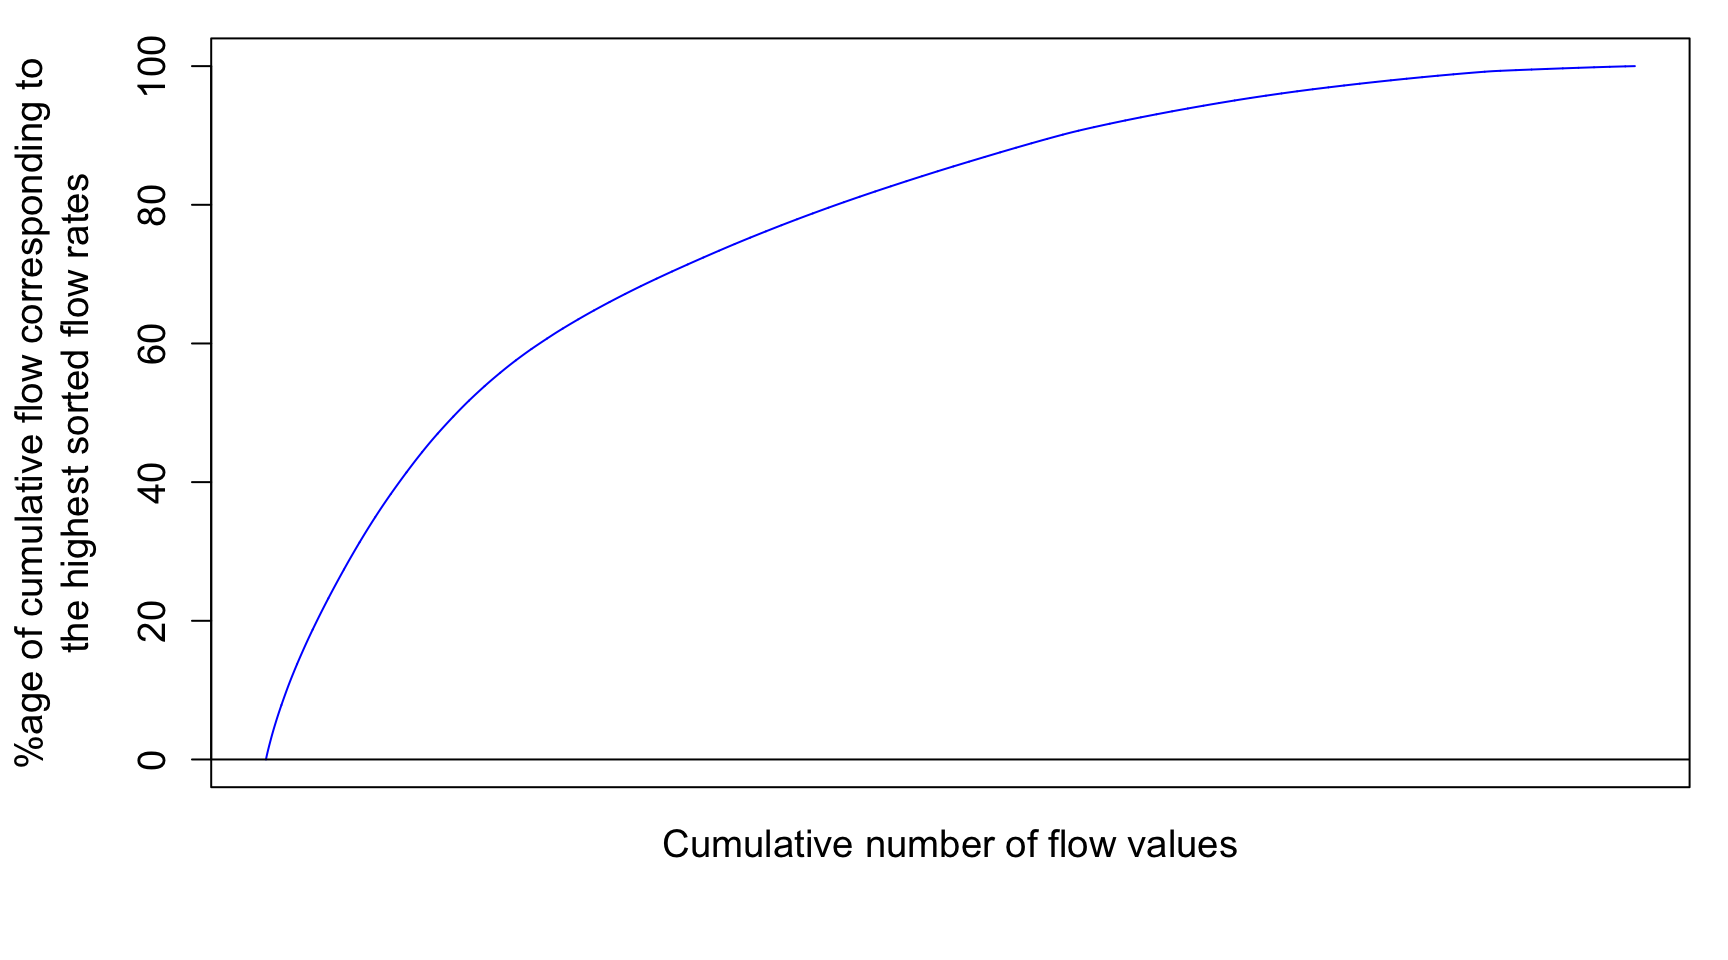 %age of cumulative flow corresponding to
the highest sorted flow rates
100
80
60
40
20
0
Cumulative number of flow values